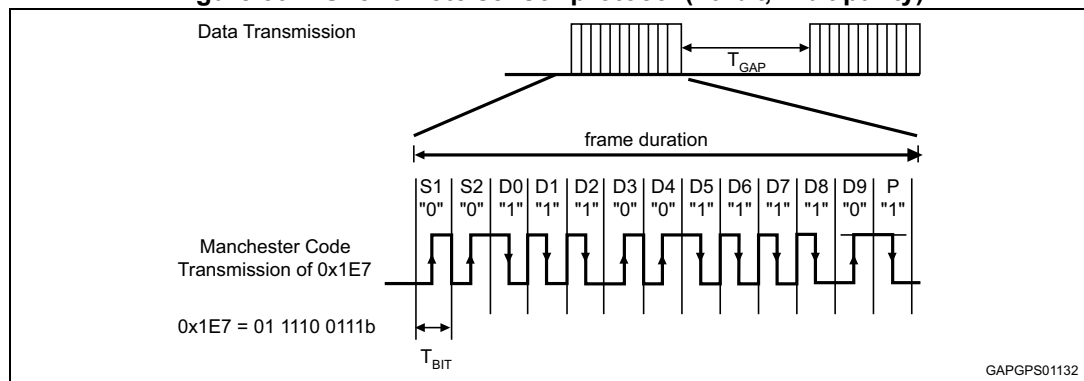 Data Transmission
T GAP
frame duration
S1 S2 D0 D1 D2 D3 D4 D5 D6 D7 D8 D9 P
"0" "0" "1" "1" "1" "0" "0" "1" "1" "1" "1" "0" "1"
Manchester Code
Transmission of 0x1E7
0x1E7 = 01 1110 0111b
T BIT
GAPGPS01132